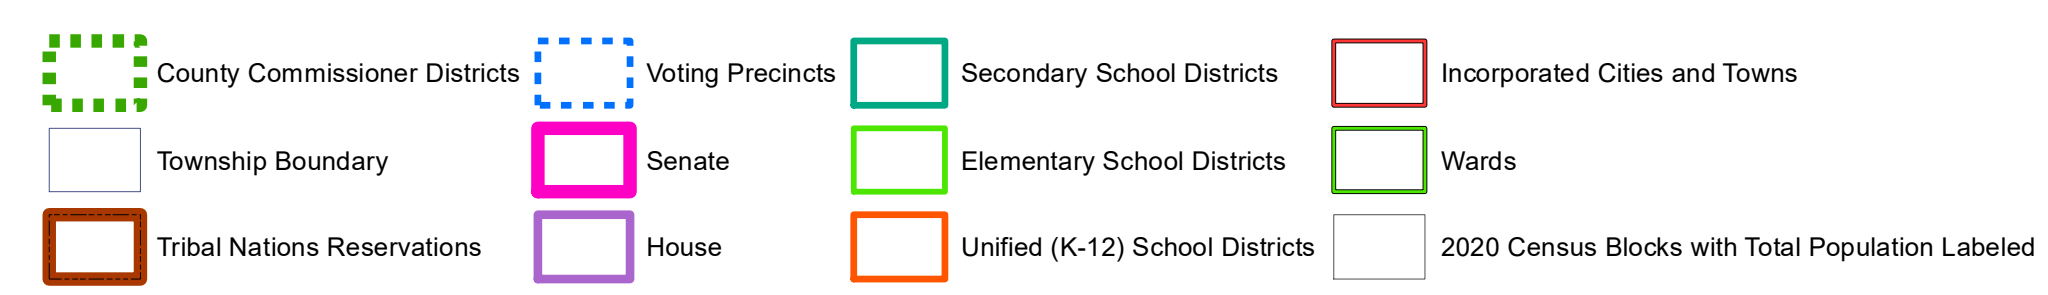 County Commissioner Districts
Township Boundary
Tribal Nations Reservations
Voting Precincts
Senate
House
Secondary School Districts
Elementary School Districts
Unified (K-12) School Districts
Incorporated Cities and Towns
Wards
2020 Census Blocks with Total Population Labeled